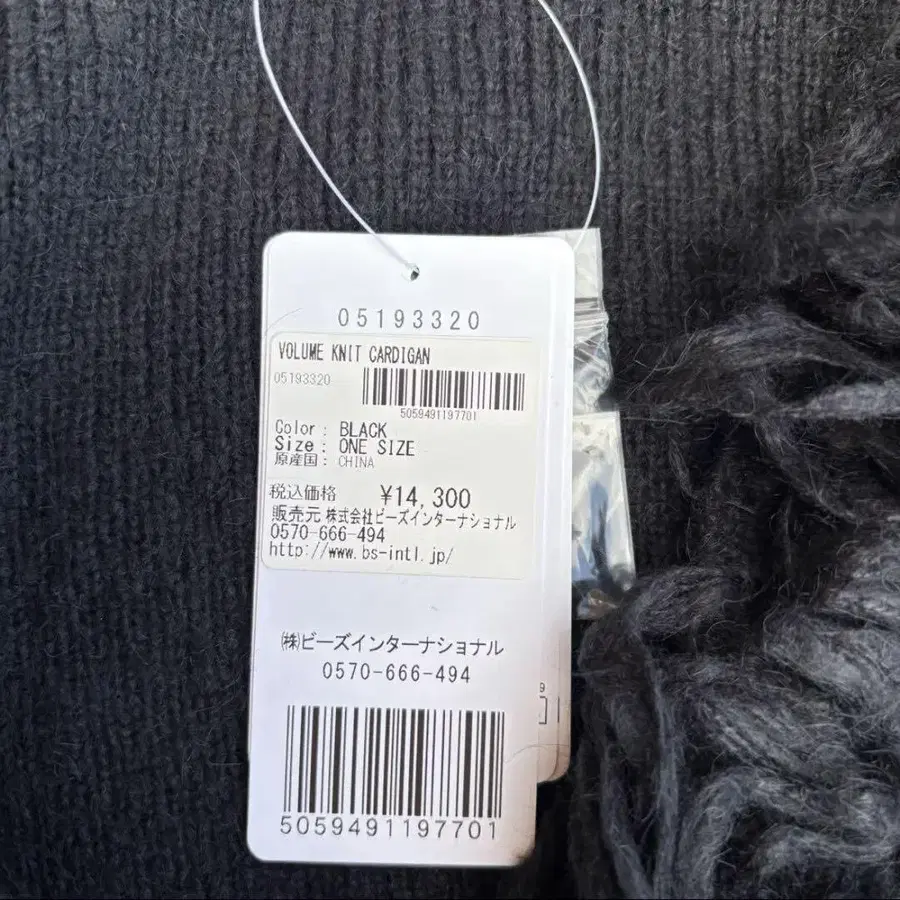 05193320
VOLUME KNIT CARDIGAN
05193320
5059491197701
Color : BLACK
Size : ONE SIZE
原産国 : CHINA
税込価格 ¥14,300
販売元 株式会社ビーズインターナショナル
0570-666-494
http://www.bs-intl.jp/
㈱ビーズインターナショナル
0570-666-494
9
5059491197701